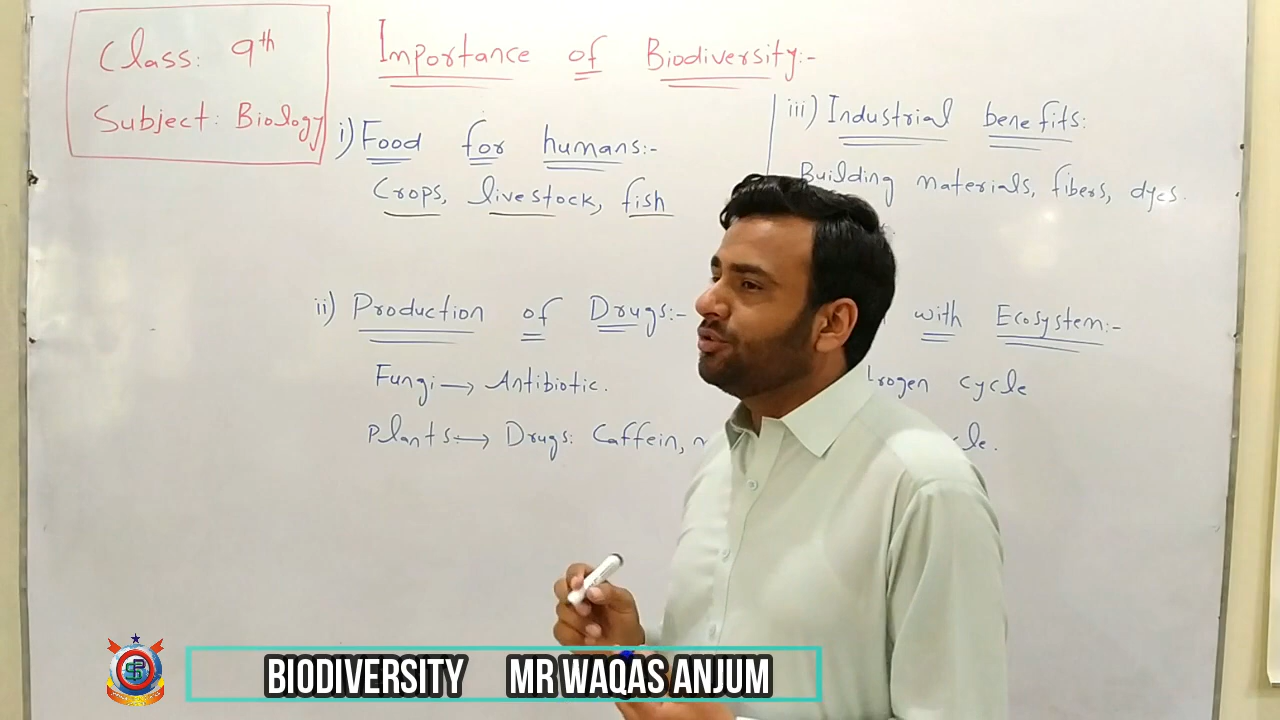 Class: 9th
Subject: Biology
Importance of Biodiversity:-
i) Food for humans:-
Crops, livestock, fish
ii) Production of Drugs:-
Fungi → Antibiotic.
Plants → Drugs: Caffein,
iii) Industrial benefits:
Building materials, fibers, dyes.
with Ecosystem:-
cycle
BIODIVERSITY MR WAQAS ANJUM